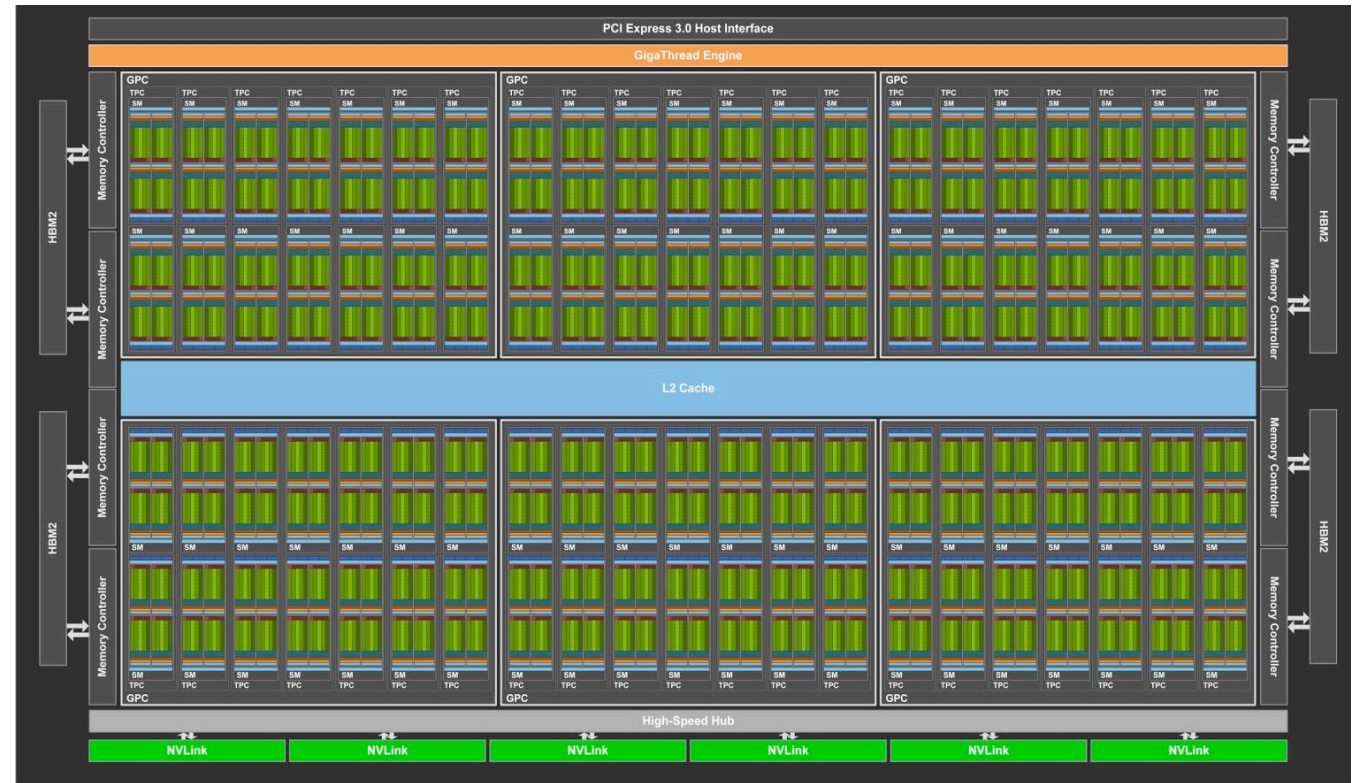 PCI Express 3.0 Host Interface
GigaThread Engine
GPC GPC GPC
TPC TPC TPC TPC TPC TPC TPC TPC TPC TPC TPC TPC TPC TPC TPC TPC TPC TPC TPC TPC TPC
SM SM SM SM SM SM SM SM SM SM SM SM SM SM SM SM SM SM SM SM SM
Memory Controller
Memory Controller
HBM2
HBM2
SM SM SM SM SM SM SM SM SM SM SM SM SM SM SM SM SM SM SM SM SM
Memory Controller
Memory Controller
L2 Cache
Memory Controller
Memory Controller
HBM2
HBM2
SM SM SM SM SM SM SM SM SM SM SM SM SM SM SM SM SM SM SM SM SM
Memory Controller
Memory Controller
SM SM SM SM SM SM SM SM SM SM SM SM SM SM SM SM SM SM SM SM SM
TPC TPC TPC TPC TPC TPC TPC TPC TPC TPC TPC TPC TPC TPC TPC TPC TPC TPC TPC TPC TPC
GPC GPC GPC
High-Speed Hub
NVLink NVLink NVLink NVLink NVLink NVLink